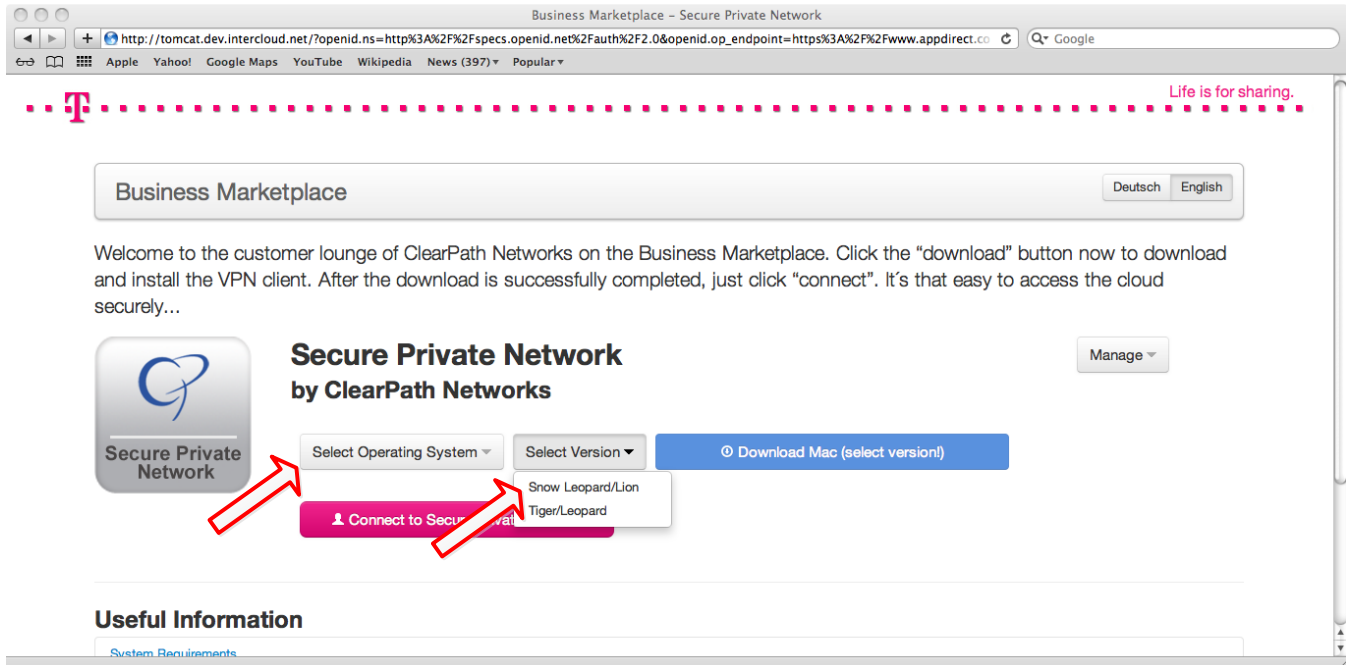 Business Marketplace – Secure Private Network
http://tomcat.dev.intercloud.net/?openid.ns=http%3A%2F%2Fspecs.openid.net%2Fauth%2F2.0&openid.op_endpoint=https%3A%2F%2Fwww.appdirect.co
Google
Apple Yahoo! Google Maps YouTube Wikipedia News (397) Popular
T
Life is for sharing.
Business Marketplace
Deutsch English
Welcome to the customer lounge of ClearPath Networks on the Business Marketplace. Click the “download” button now to download
and install the VPN client. After the download is successfully completed, just click “connect”. It´s that easy to access the cloud
securely...
Secure Private Network
by ClearPath Networks
Manage
Secure Private
Network
Select Operating System
Select Version
Download Mac (select version!)
Snow Leopard/Lion
Tiger/Leopard
Connect to Secur
Useful Information
System Requirements